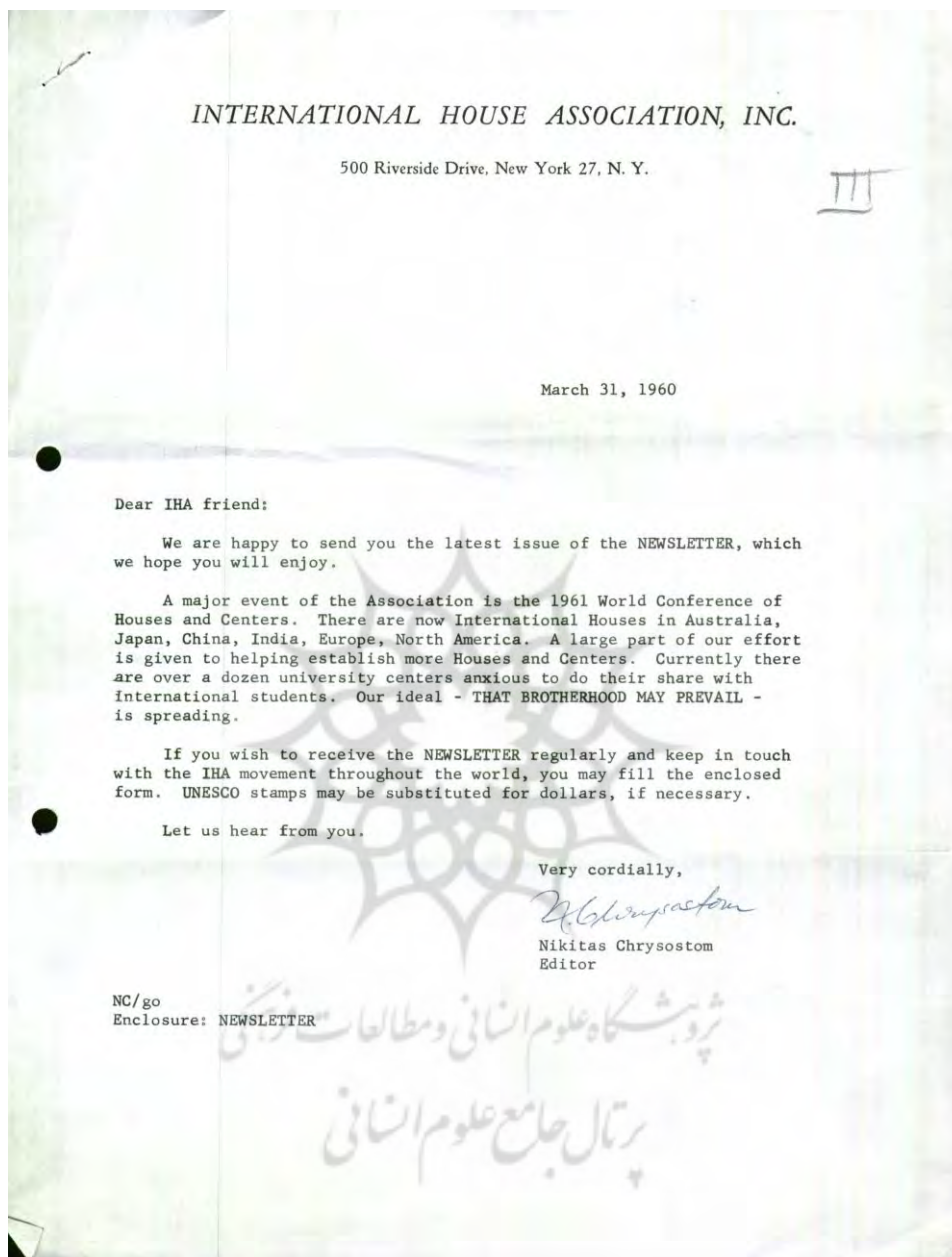 INTERNATIONAL HOUSE ASSOCIATION, INC.
500 Riverside Drive, New York 27, N. Y.
III
March 31, 1960
Dear IHA friend:
We are happy to send you the latest issue of the NEWSLETTER, which
we hope you will enjoy.
A major event of the Association is the 1961 World Conference of
Houses and Centers. There are now International Houses in Australia,
Japan, China, India, Europe, North America. A large part of our effort
is given to helping establish more Houses and Centers. Currently there
are over a dozen university centers anxious to do their share with
International students. Our ideal - THAT BROTHERHOOD MAY PREVAIL -
is spreading.
If you wish to receive the NEWSLETTER regularly and keep in touch
with the IHA movement throughout the world, you may fill the enclosed
form. UNESCO stamps may be substituted for dollars, if necessary.
Let us hear from you.
Very cordially,
N. Chrysostom
Nikitas Chrysostom
Editor
NC/go
Enclosure: NEWSLETTER
پژوهشگاه علوم انسانی و مطالعات فرهنگی
پرتال جامع علوم انسانی